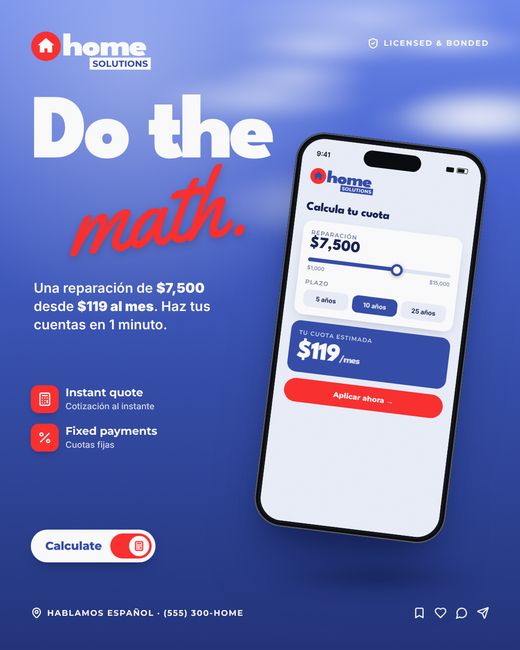 home
SOLUTIONS
LICENSED & BONDED
Do the
math.
Una reparación de $7,500
desde $119 al mes. Haz tus
cuentas en 1 minuto.
Instant quote
Cotización al instante
Fixed payments
Cuotas fijas
Calculate
9:41
home
SOLUTIONS
Calcula tu cuota
REPARACIÓN
$7,500
$1,000 $15,000
PLAZO
5 años 10 años 25 años
TU CUOTA ESTIMADA
$119/mes
Aplicar ahora →
HABLAMOS ESPAÑOL · (555) 300-HOME